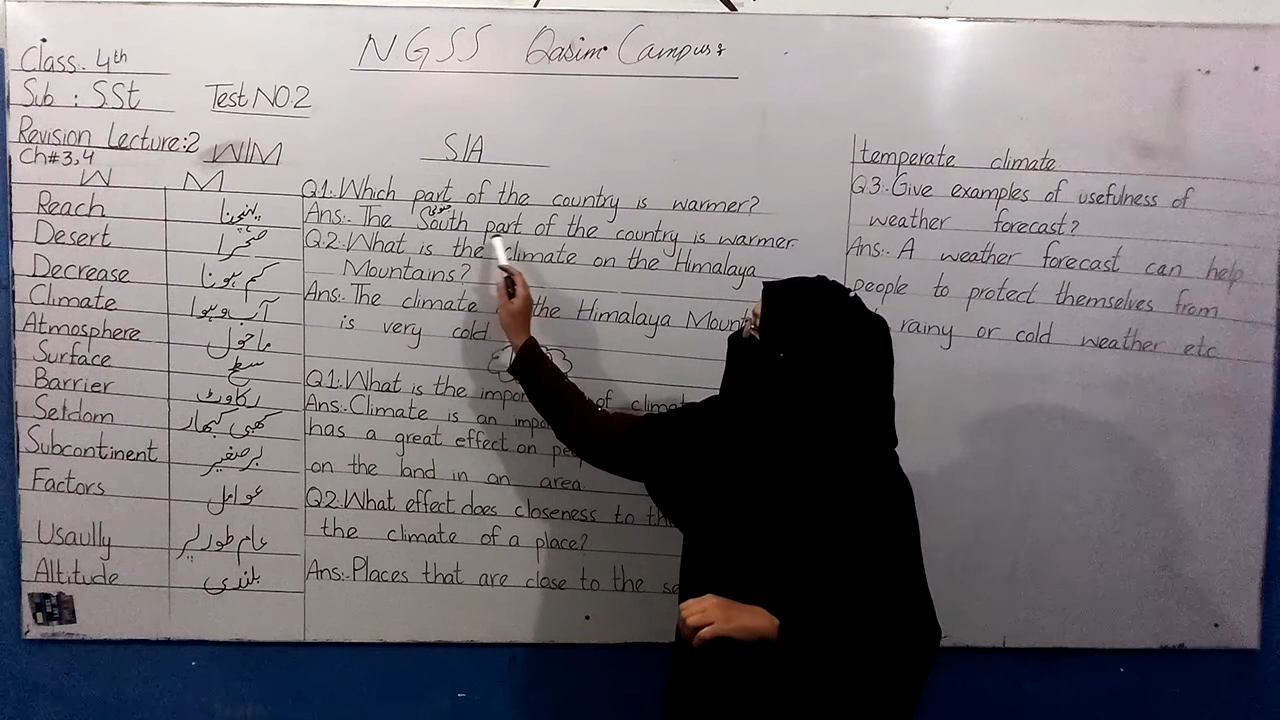 NGSS Qasim Campus
Class. 4th
Sub : SSt Test NO.2
Revision Lecture:2
Ch#3,4
W/M
W M
Reach پہنچنا
Desert صحرا
Decrease کم ہونا
Climate آب و ہوا
Atmosphere ماحول
Surface سطح
Barrier رکاوٹ
Seldom کبھی کبھار
Subcontinent برصغیر
Factors عوامل
Usaully عام طور پر
Altitude بلندی
S/A
Q1.Which part of the country is warmer?
جنوبی
Ans:. The South part of the country is warmer.
Q.2.What is the climate on the Himalaya
Mountains?
Ans:. The climate the Himalaya
is very cold
Q1.What is the of
Ans:.Climate is an
has a great effect on
on the land in an area.
Q.2.What effect does closeness to
the climate of a place?
Ans:-Places that are close to the
temperate climate.
Q3:.Give examples of usefulness of
weather forecast?
Ans:. A weather forecast can help
people to protect themselves from
rainy or cold weather etc